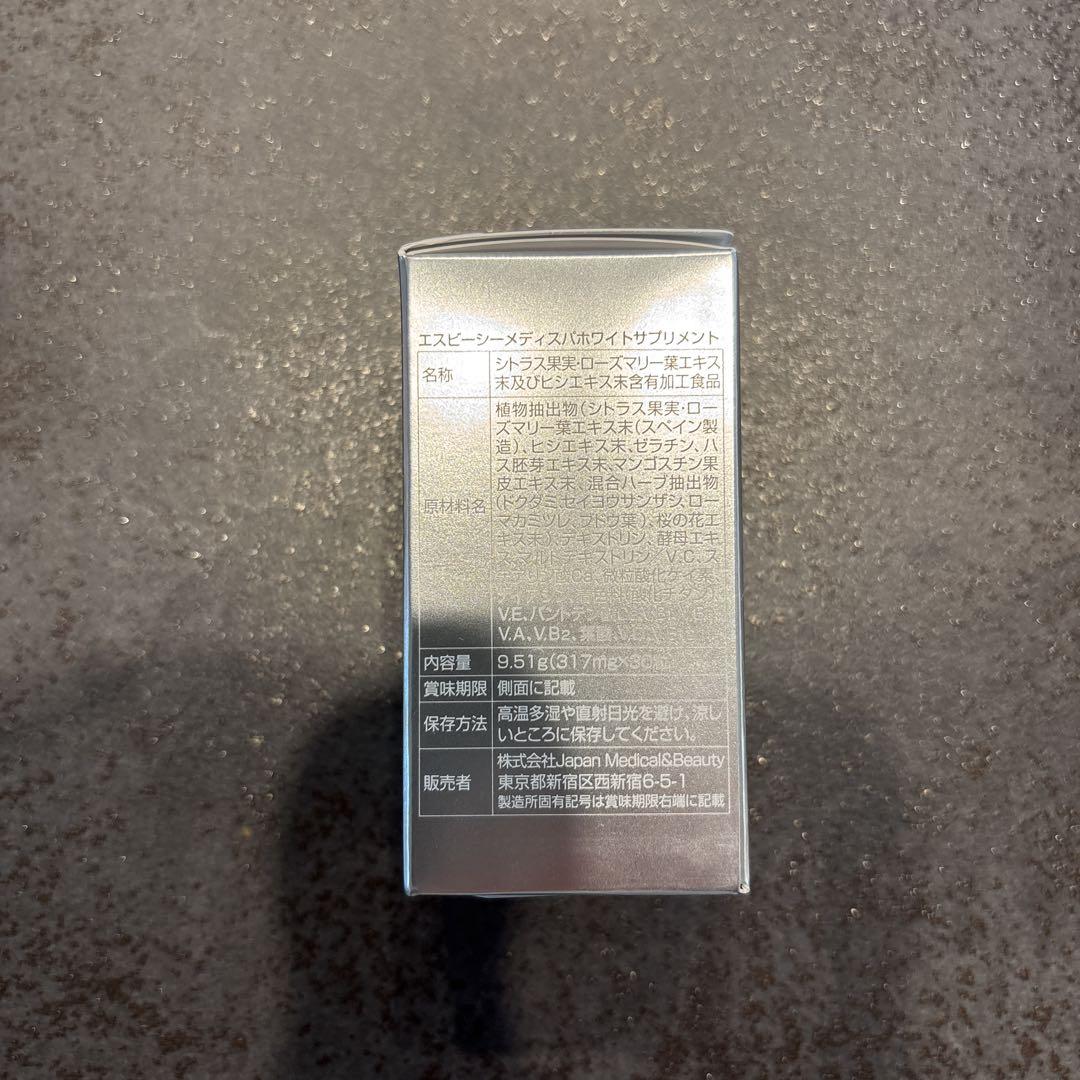 エスビーシーメディスパホワイトサプリメント
名称
シトラス果実・ローズマリー葉エキス
末及びヒシエキス末含有加工食品
原材料名
植物抽出物(シトラス果実・ロー
ズマリー葉エキス末(スペイン製
造)、ヒシエキス末、ゼラチン、ハ
ス胚芽エキス末、マンゴスチン果
皮エキス末、混合ハーブ抽出物
(ドクダミ、セイヨウサンザシ、ロー
マカミツレ、ブドウ葉)、桜の花エ
キス末)、デキストリン、酵母エキ
ス、マルトデキストリン/V.C、ス
Ca、微粒酸化ケイ素、
V.E、パントテン
V.A、V.B2、葉酸、
内容量
9.51g(317mg×30
賞味期限
側面に記載
保存方法
高温多湿や直射日光を避け、涼し
いところに保存してください。
販売者
株式会社Japan Medical&Beauty
東京都新宿区西新宿6-5-1
製造所固有記号は賞味期限右端に記載